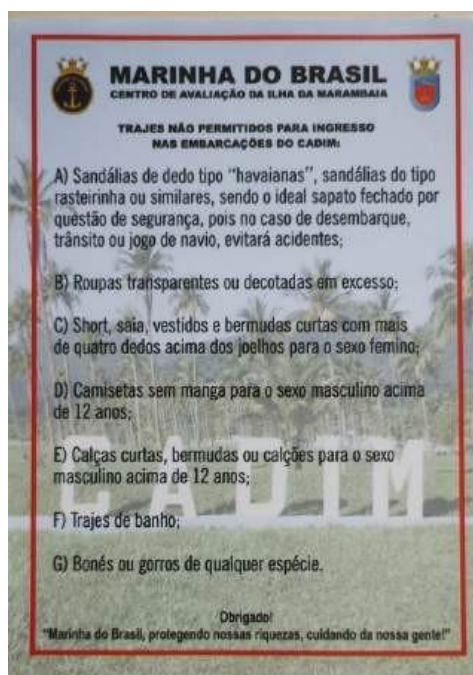 MARINHA DO BRASIL
CENTRO DE AVALIAÇÃO DA ILHA DA MARAMBAIA
TRAJES NÃO PERMITIDOS PARA INGRESSO
NAS EMBARCAÇÕES DO CADIM:
A) Sandálias de dedo tipo "havaianas", sandálias do tipo
rasteirinha ou similares, sendo o ideal sapato fechado por
questão de segurança, pois no caso de desembarque,
trânsito ou jogo de navio, evitará acidentes;
B) Roupas transparentes ou decotadas em excesso;
C) Short, saia, vestidos e bermudas curtas com mais
de quatro dedos acima dos joelhos para o sexo femino;
D) Camisetas sem manga para o sexo masculino acima
de 12 anos;
E) Calças curtas, bermudas ou calções para o sexo
masculino acima de 12 anos;
CADIM
F) Trajes de banho;
G) Bonés ou gorros de qualquer espécie.
Obrigado!
"Marinha do Brasil, protegendo nossas riquezas, cuidando da nossa gente!"